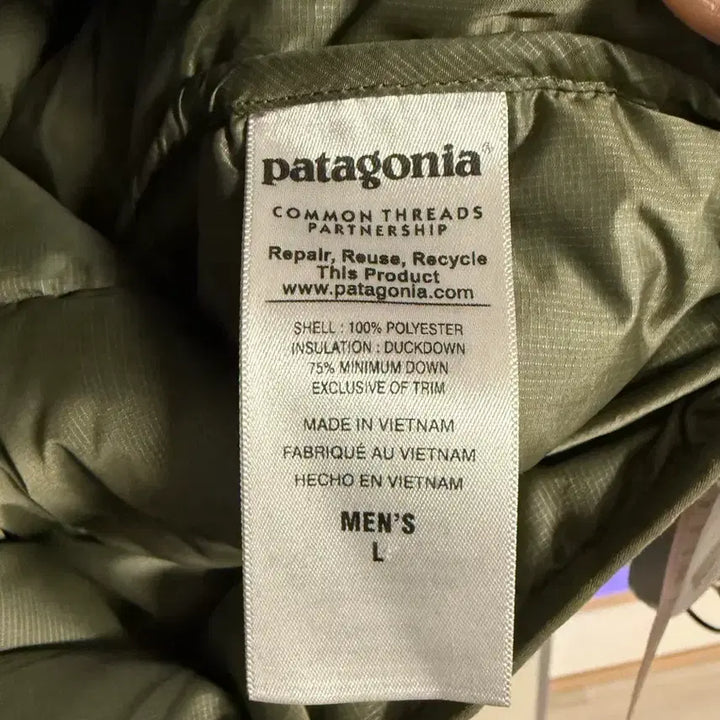 patagonia®
COMMON THREADS
PARTNERSHIP
Repair, Reuse, Recycle
This Product
www.patagonia.com
SHELL : 100% POLYESTER
INSULATION : DUCKDOWN
75% MINIMUM DOWN
EXCLUSIVE OF TRIM
MADE IN VIETNAM
FABRIQUÉ AU VIETNAM
HECHO EN VIETNAM
MEN'S
L